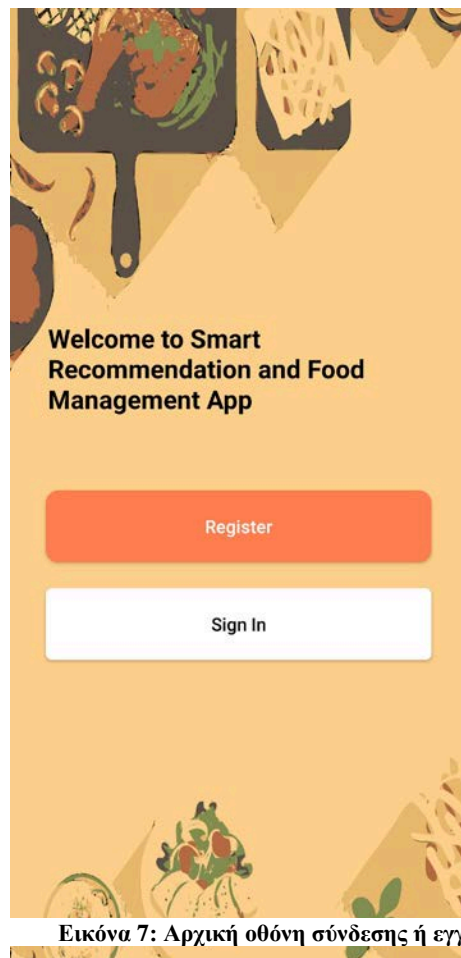 Welcome to Smart
Recommendation and Food
Management App
Register
Sign In
Εικόνα 7: Αρχική οθόνη σύνδεσης ή